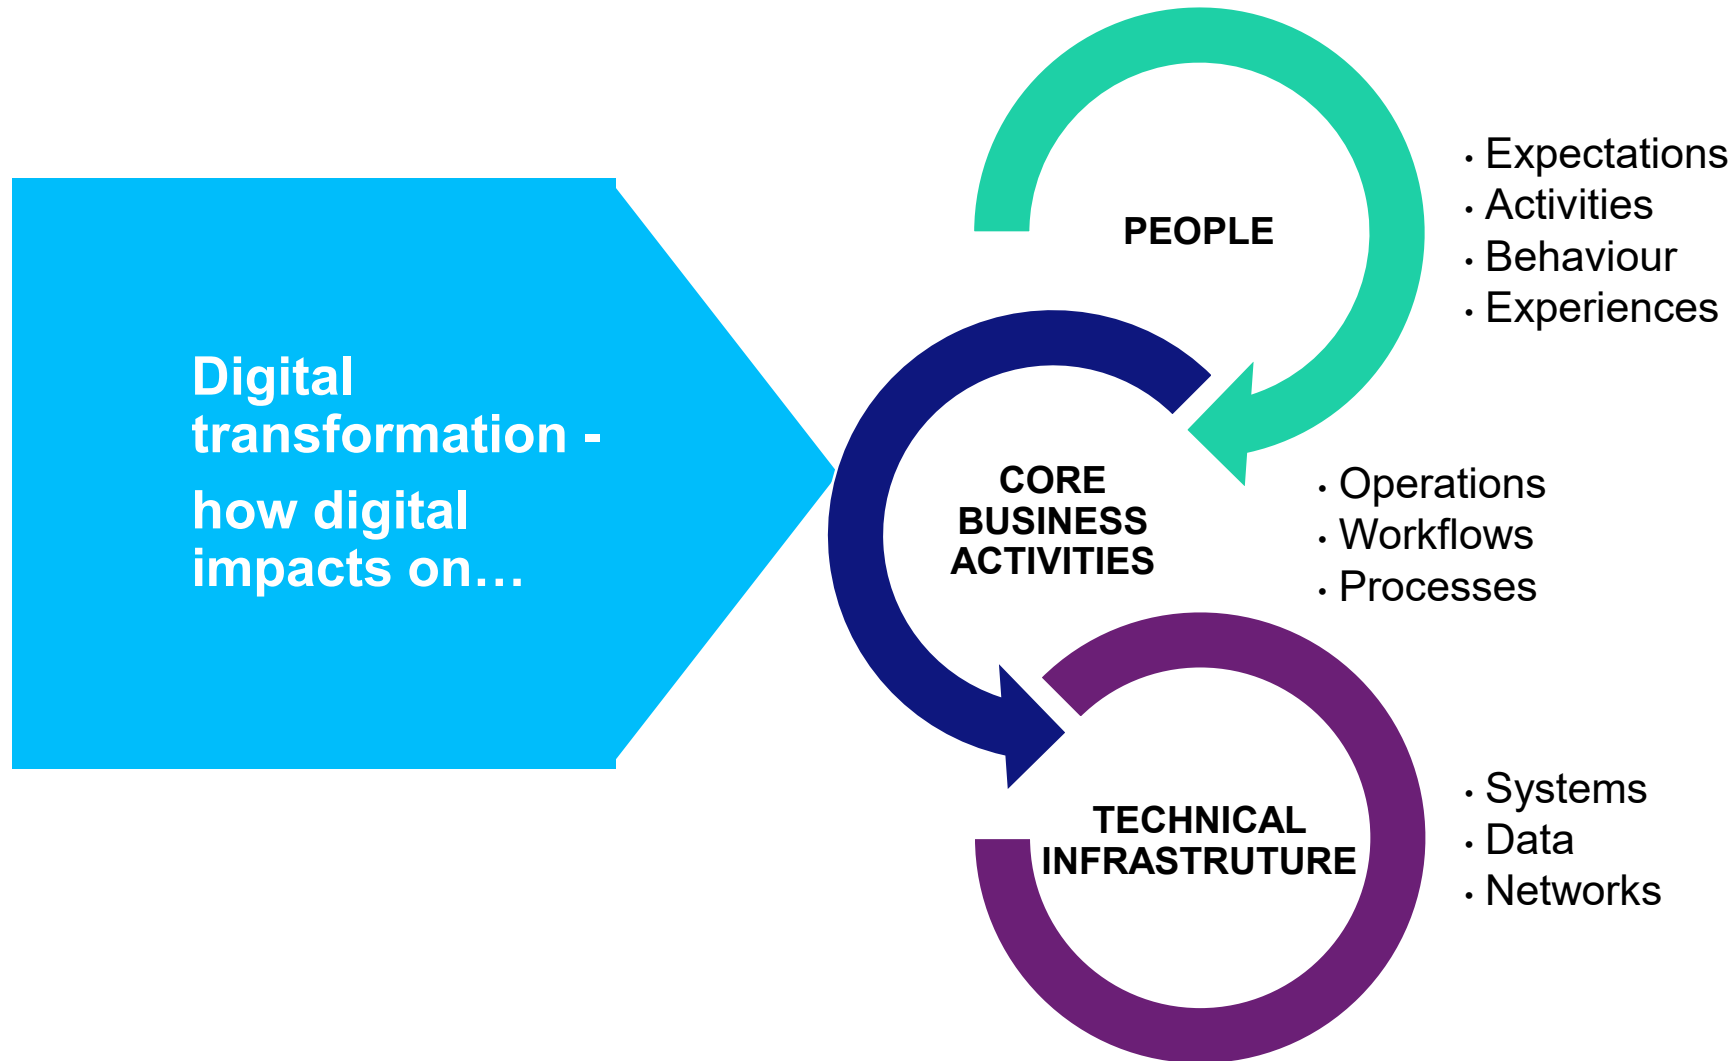 Digital
transformation -
how digital
impacts on…
PEOPLE
• Expectations
• Activities
• Behaviour
• Experiences
CORE
BUSINESS
ACTIVITIES
• Operations
• Workflows
• Processes
TECHNICAL
INFRASTRUTURE
• Systems
• Data
• Networks